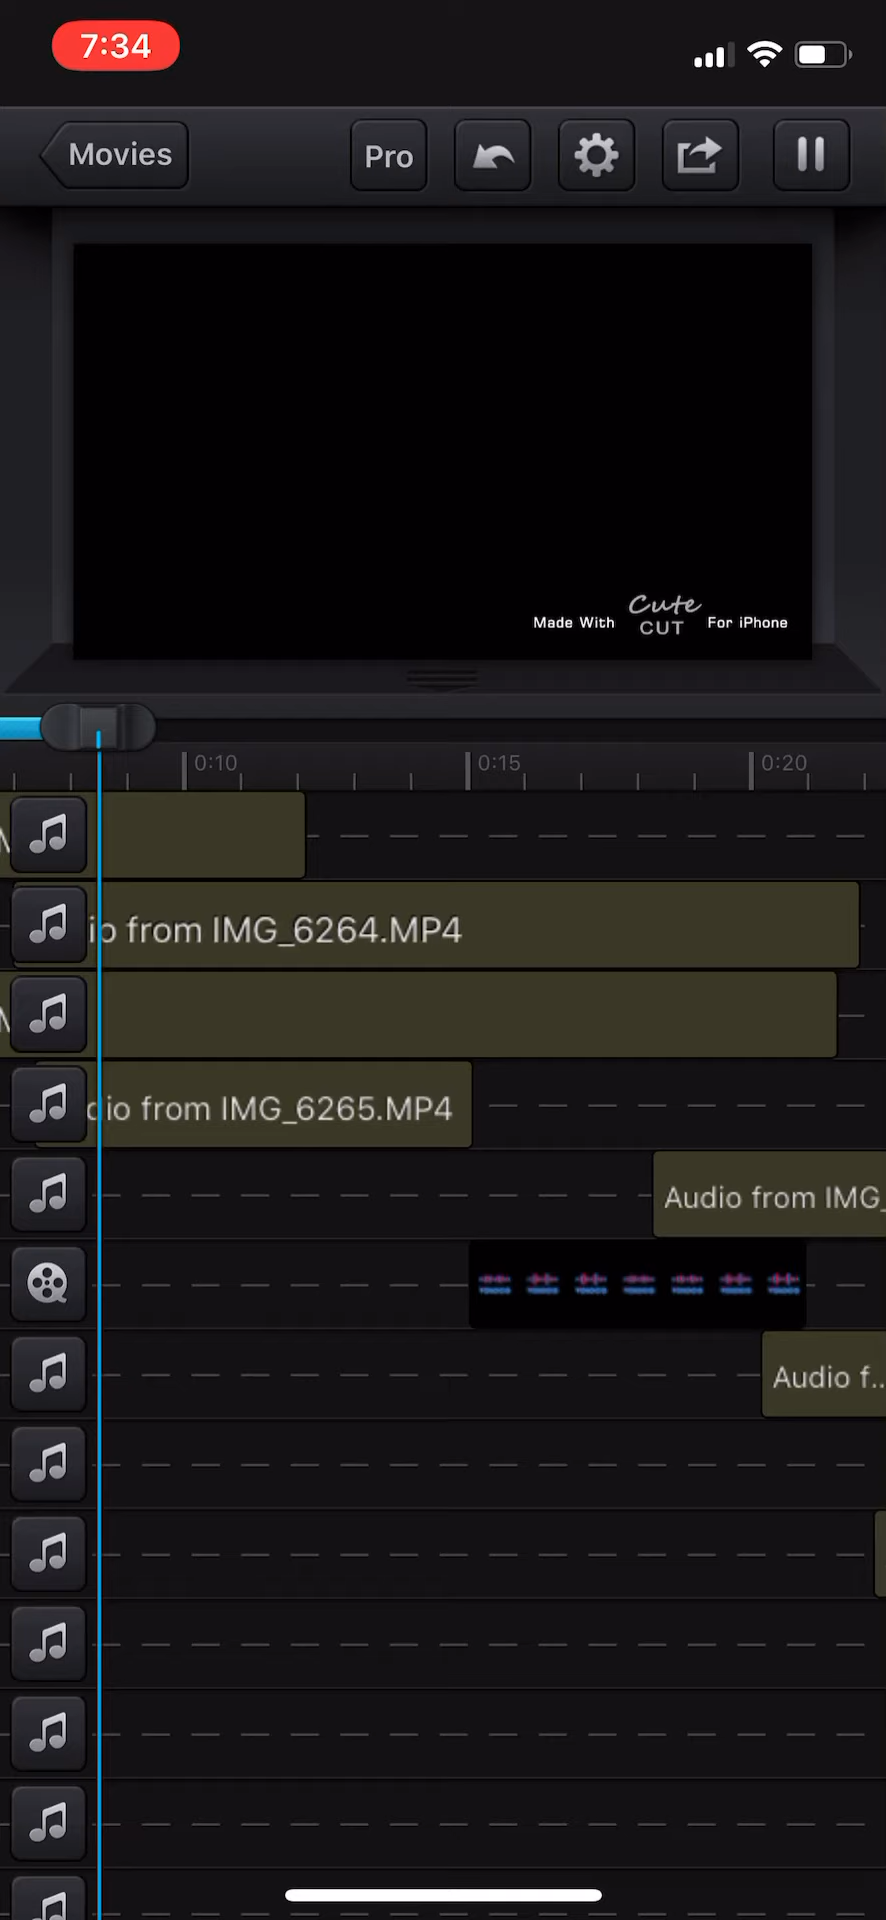 7:34
Movies
Pro
Made With Cute CUT For iPhone
0:10
0:15
0:20
io from IMG_6264.MP4
dio from IMG_6265.MP4
Audio from IMG_
Audio f...